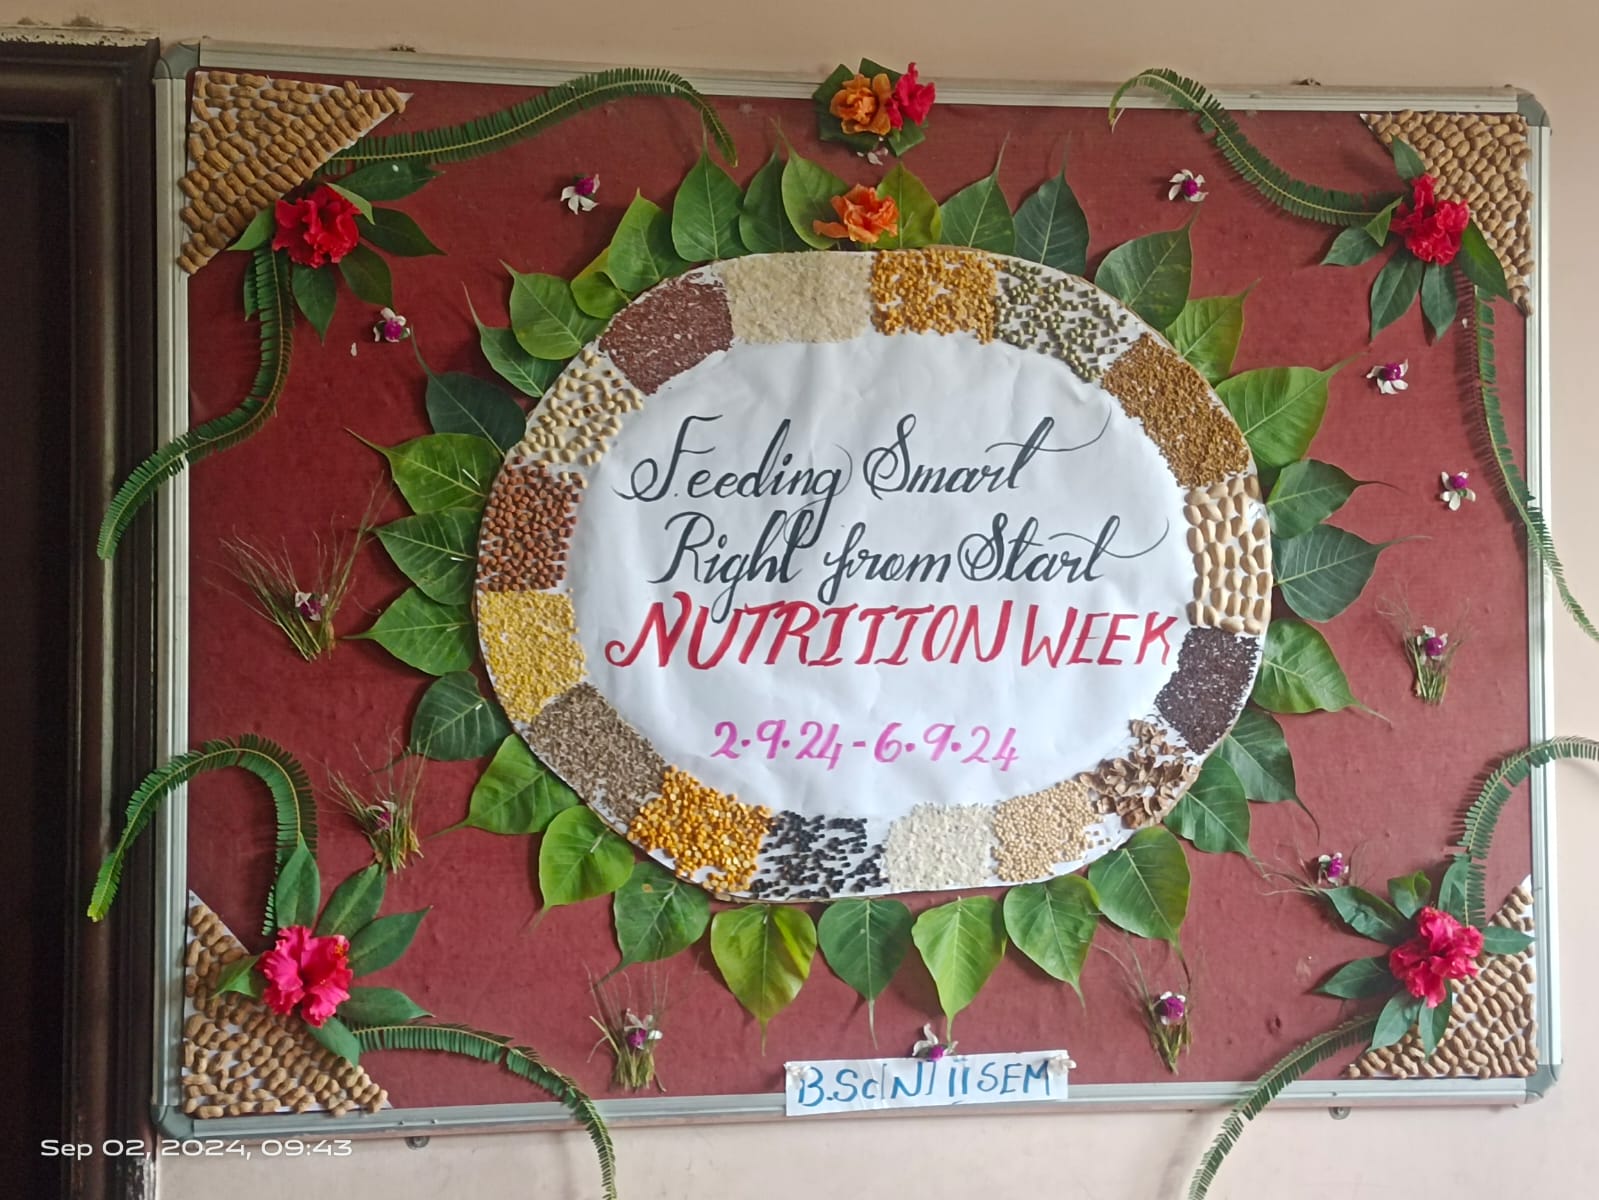 Feeding Smart
Right from Start
NUTRITION WEEK
2.9.24-6.9.24
B.Sc(N) II SEM
Sep 02, 2024, 09:43